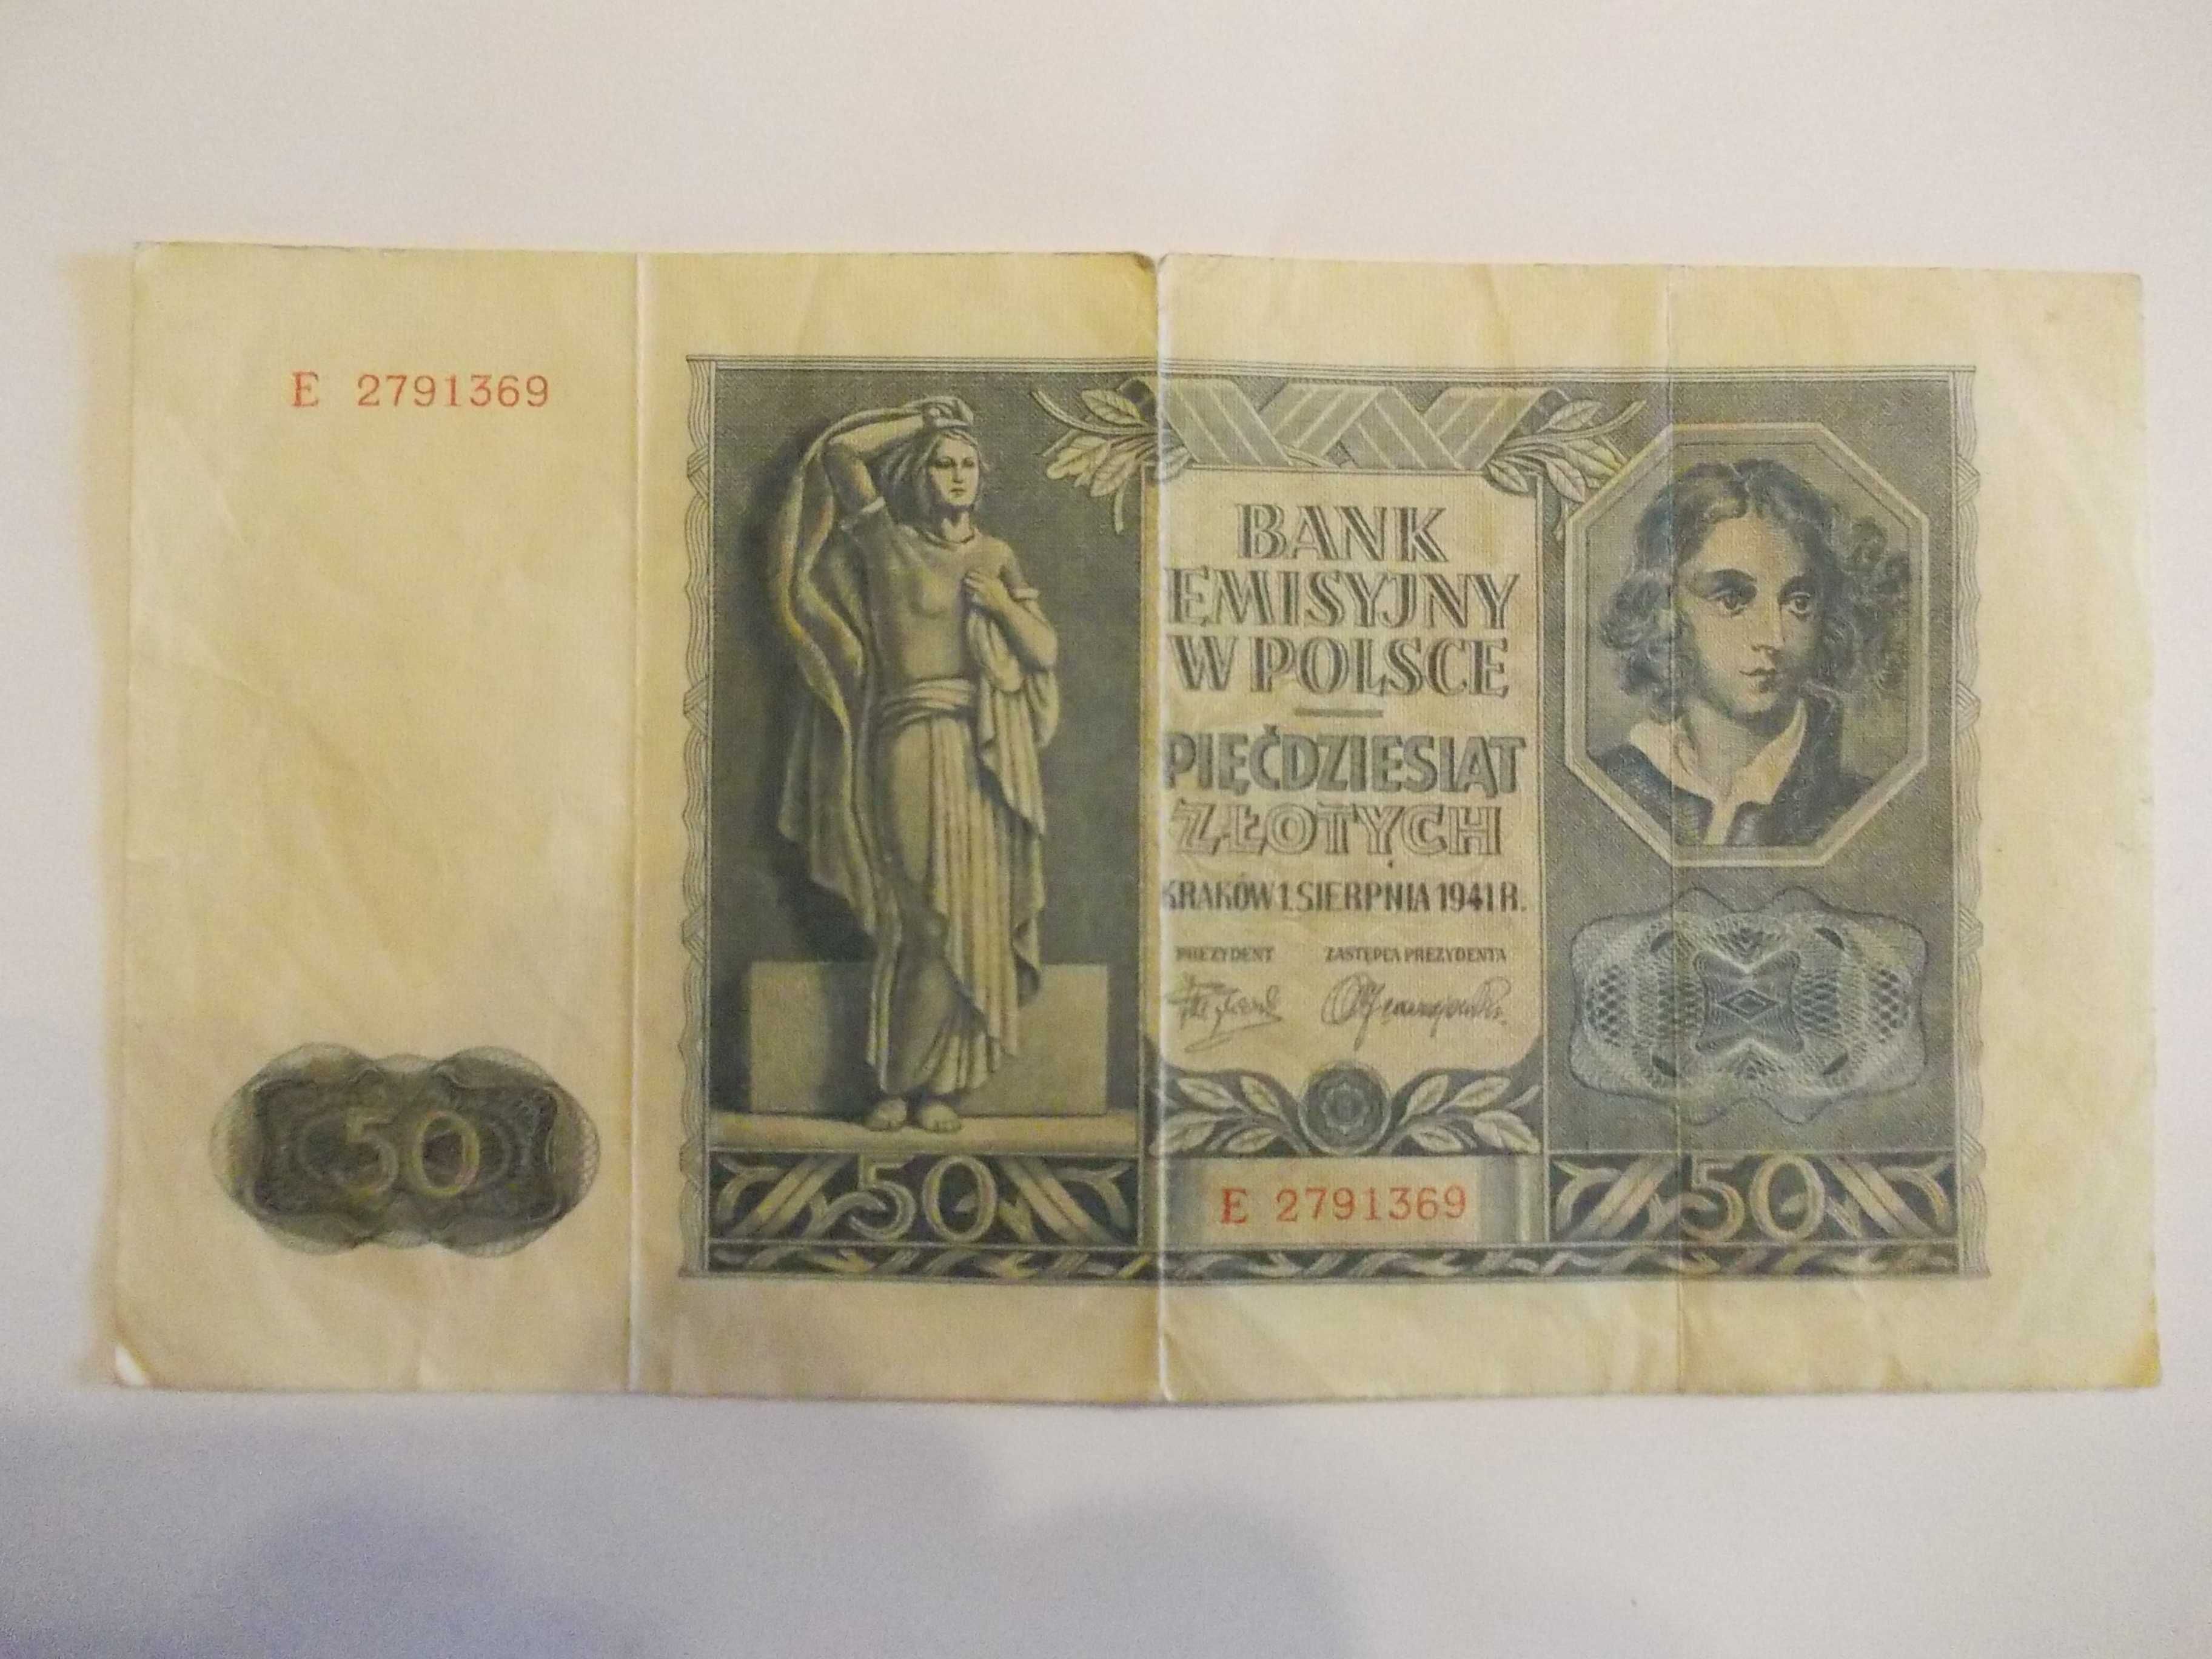 E 2791369
BANK
EMISYJNY
W POLSCE
PIĘĆDZIESIĄT
ZŁOTYCH
KRAKÓW 1. SIERPNIA 1941 R.
PREZYDENT ZASTĘPCA PREZYDENTA
50
50
E 2791369
50